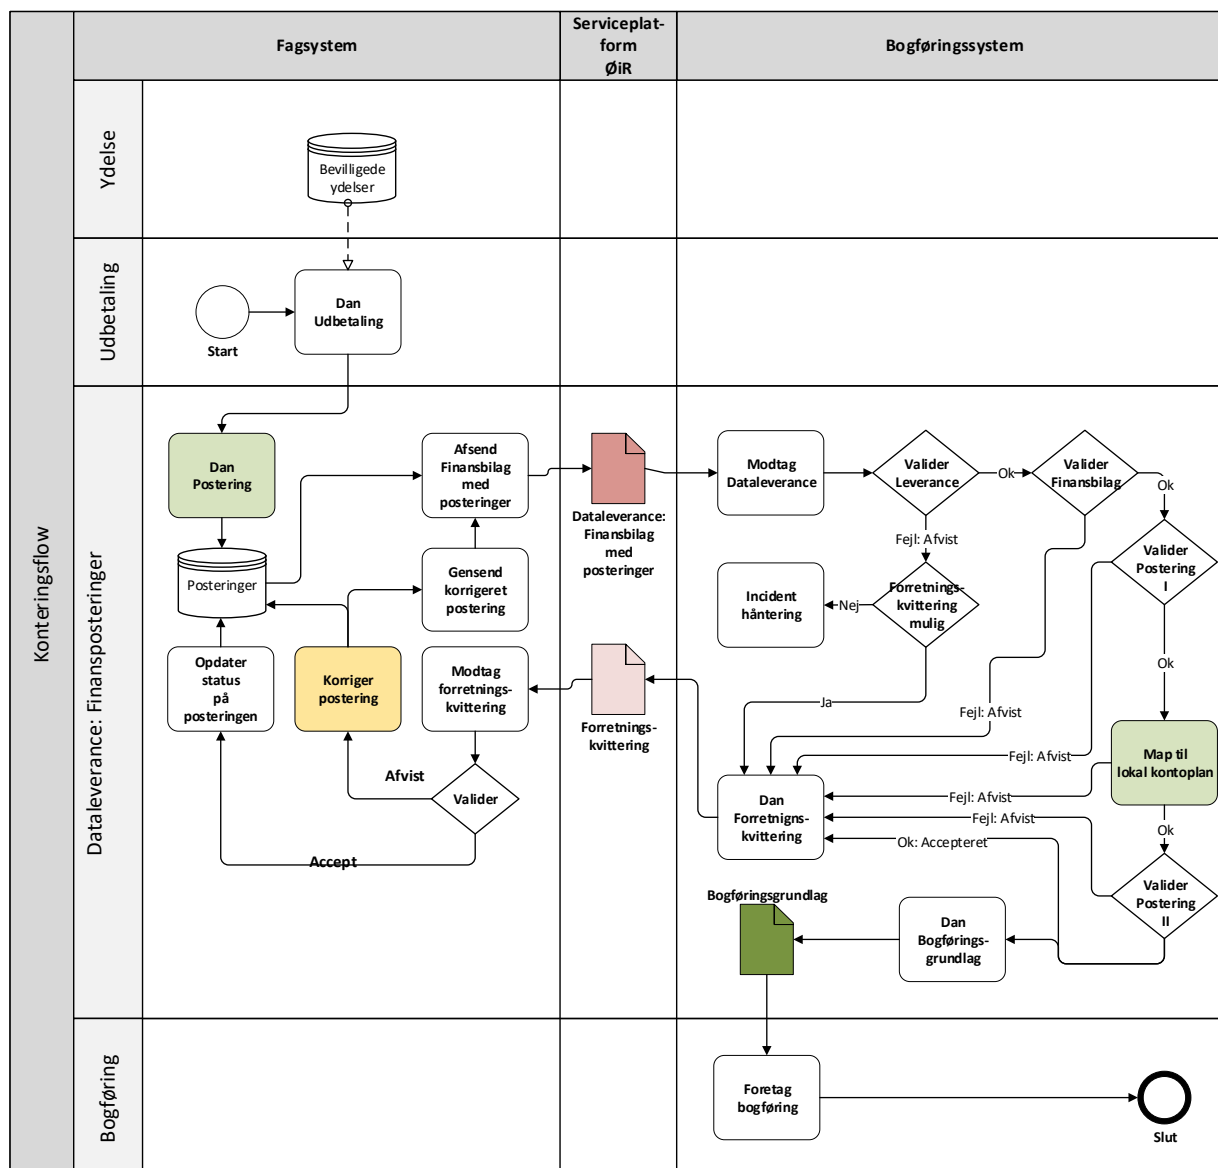 Fagsystem
Serviceplat-
form
ØiR
Bogføringssystem
Konteringsflow
Ydelse
Bevilligede
ydelser
Udbetaling
Start
Dan
Udbetaling
Dataleverance: Finansposteringer
Dan
Postering
Posteringer
Opdater
status
på
posteringen
Korriger
postering
Afsend
Finansbilag
med
posteringer
Gensend
korrigeret
postering
Modtag
forretnings-
kvittering
Valider
Afvist
Accept
Dataleverance:
Finansbilag
med
posteringer
Forretnings-
kvittering
Modtag
Dataleverance
Valider
Leverance
Ok
Valider
Finansbilag
Ok
Fejl: Afvist
Valider
Postering
I
Incident
håntering
Nej
Forretnings-
kvittering
mulig
Ok
Ja
Fejl: Afvist
Fejl: Afvist
Map til
lokal kontoplan
Dan
Forretnigns-
kvittering
Fejl: Afvist
Fejl: Afvist
Ok
Ok: Accepteret
Valider
Postering
II
Bogføringsgrundlag
Dan
Bogførings-
grundlag
Bogføring
Foretag
bogføring
Slut